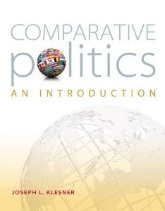 COMPARATIVE
politics
AN INTRODUCTION
JOSEPH L. KLESNER